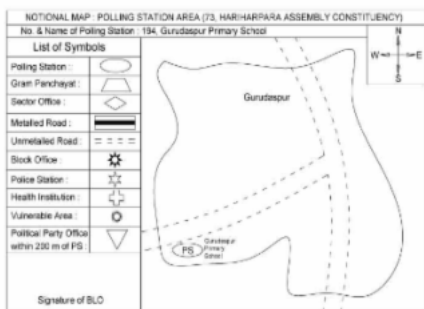 NOTIONAL MAP : POLLING STATION AREA (73, HARIHARPARA ASSEMBLY CONSTITUENCY)
No. & Name of Polling Station : 194, Gurudaspur Primary School
List of Symbols
Polling Station :
Gram Panchayat :
Sector Office :
Metalled Road :
Unmetalled Road :
Block Office :
Police Station :
Health Institution :
Vulnerable Area :
Political Party Office
within 200 m of PS :
Signature of BLO
N
W
E
S
Gurudaspur
PS
Gurudaspur
Primary
School